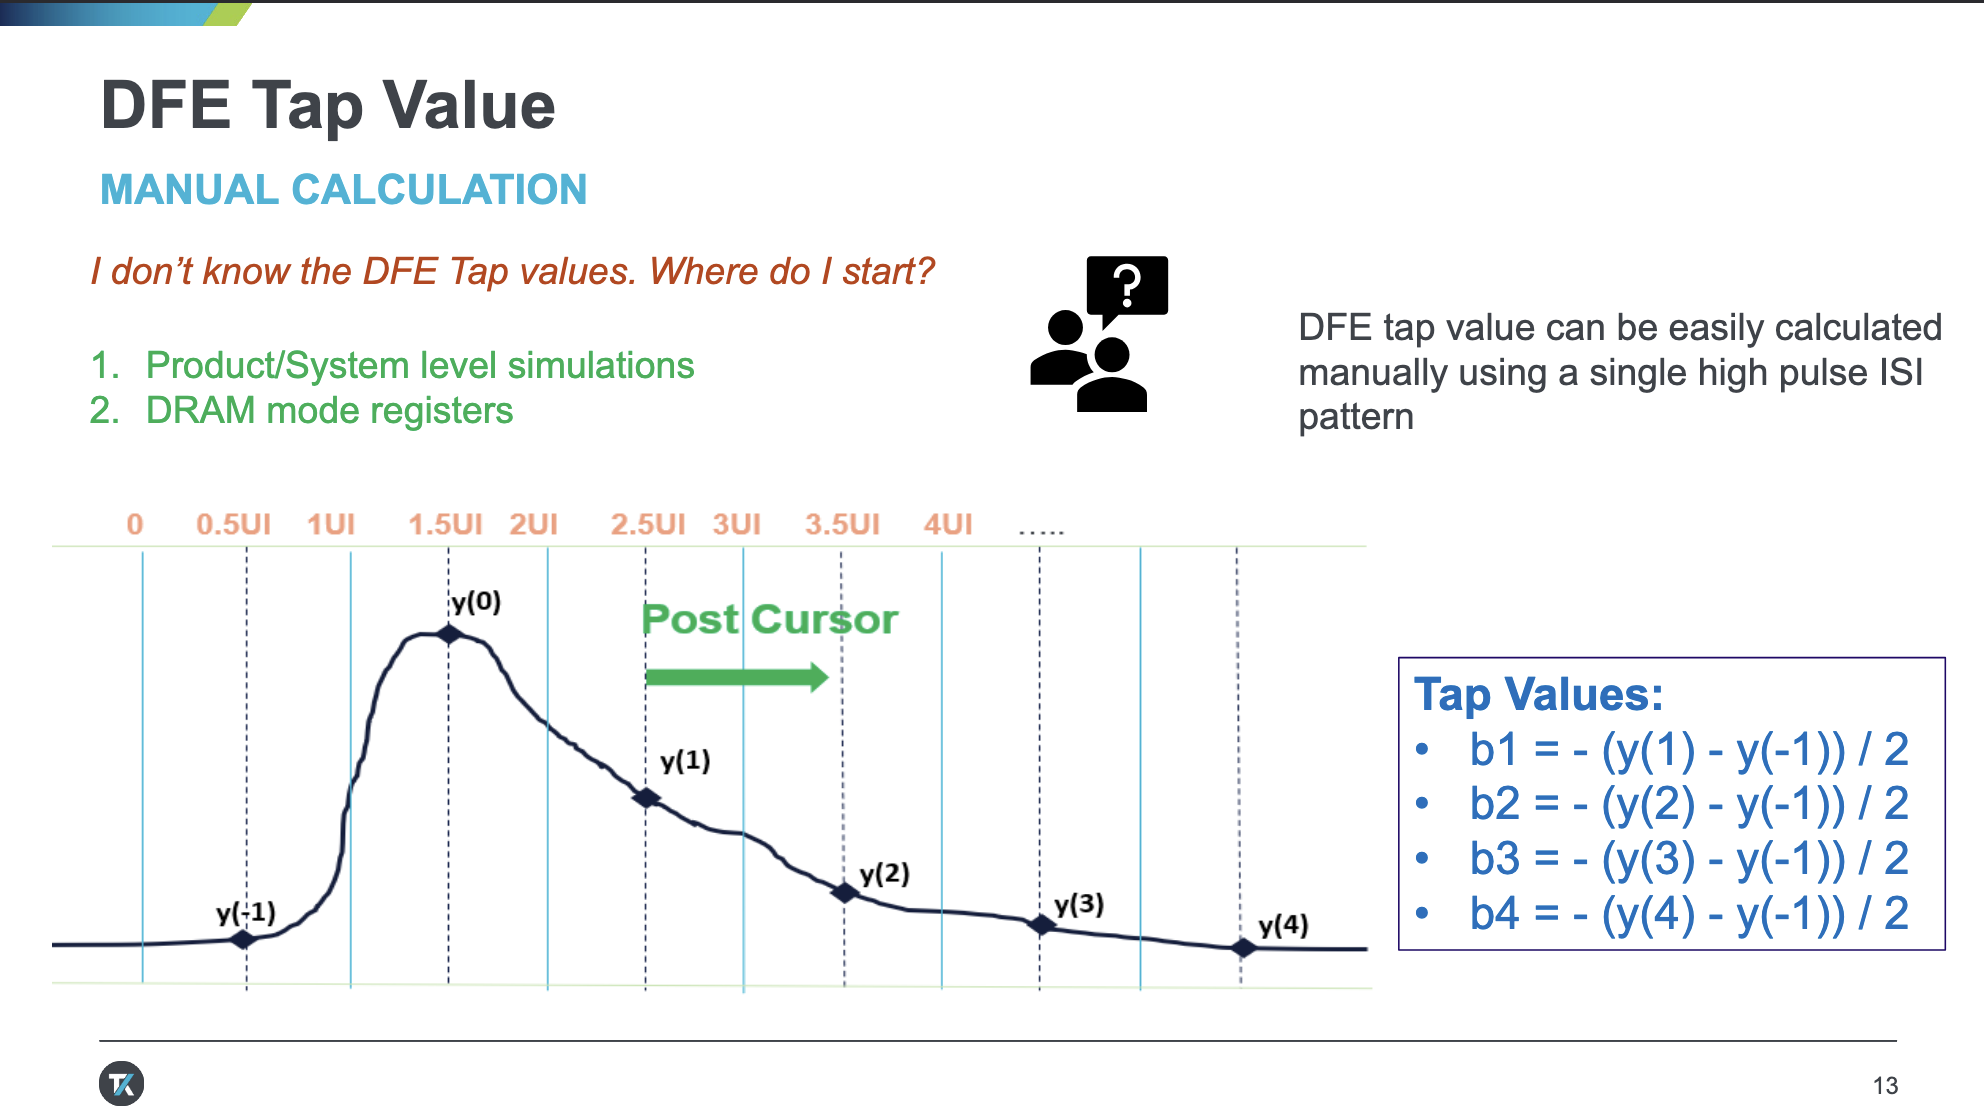 DFE Tap Value
MANUAL CALCULATION
I don’t know the DFE Tap values. Where do I start?
?
1. Product/System level simulations
2. DRAM mode registers
DFE tap value can be easily calculated
manually using a single high pulse ISI
pattern
0 0.5UI 1UI 1.5UI 2UI 2.5UI 3UI 3.5UI 4UI .....
y(0)
Post Cursor
y(1)
y(2)
y(-1)
y(3)
y(4)
Tap Values:
• b1 = - (y(1) - y(-1)) / 2
• b2 = - (y(2) - y(-1)) / 2
• b3 = - (y(3) - y(-1)) / 2
• b4 = - (y(4) - y(-1)) / 2
TK
13